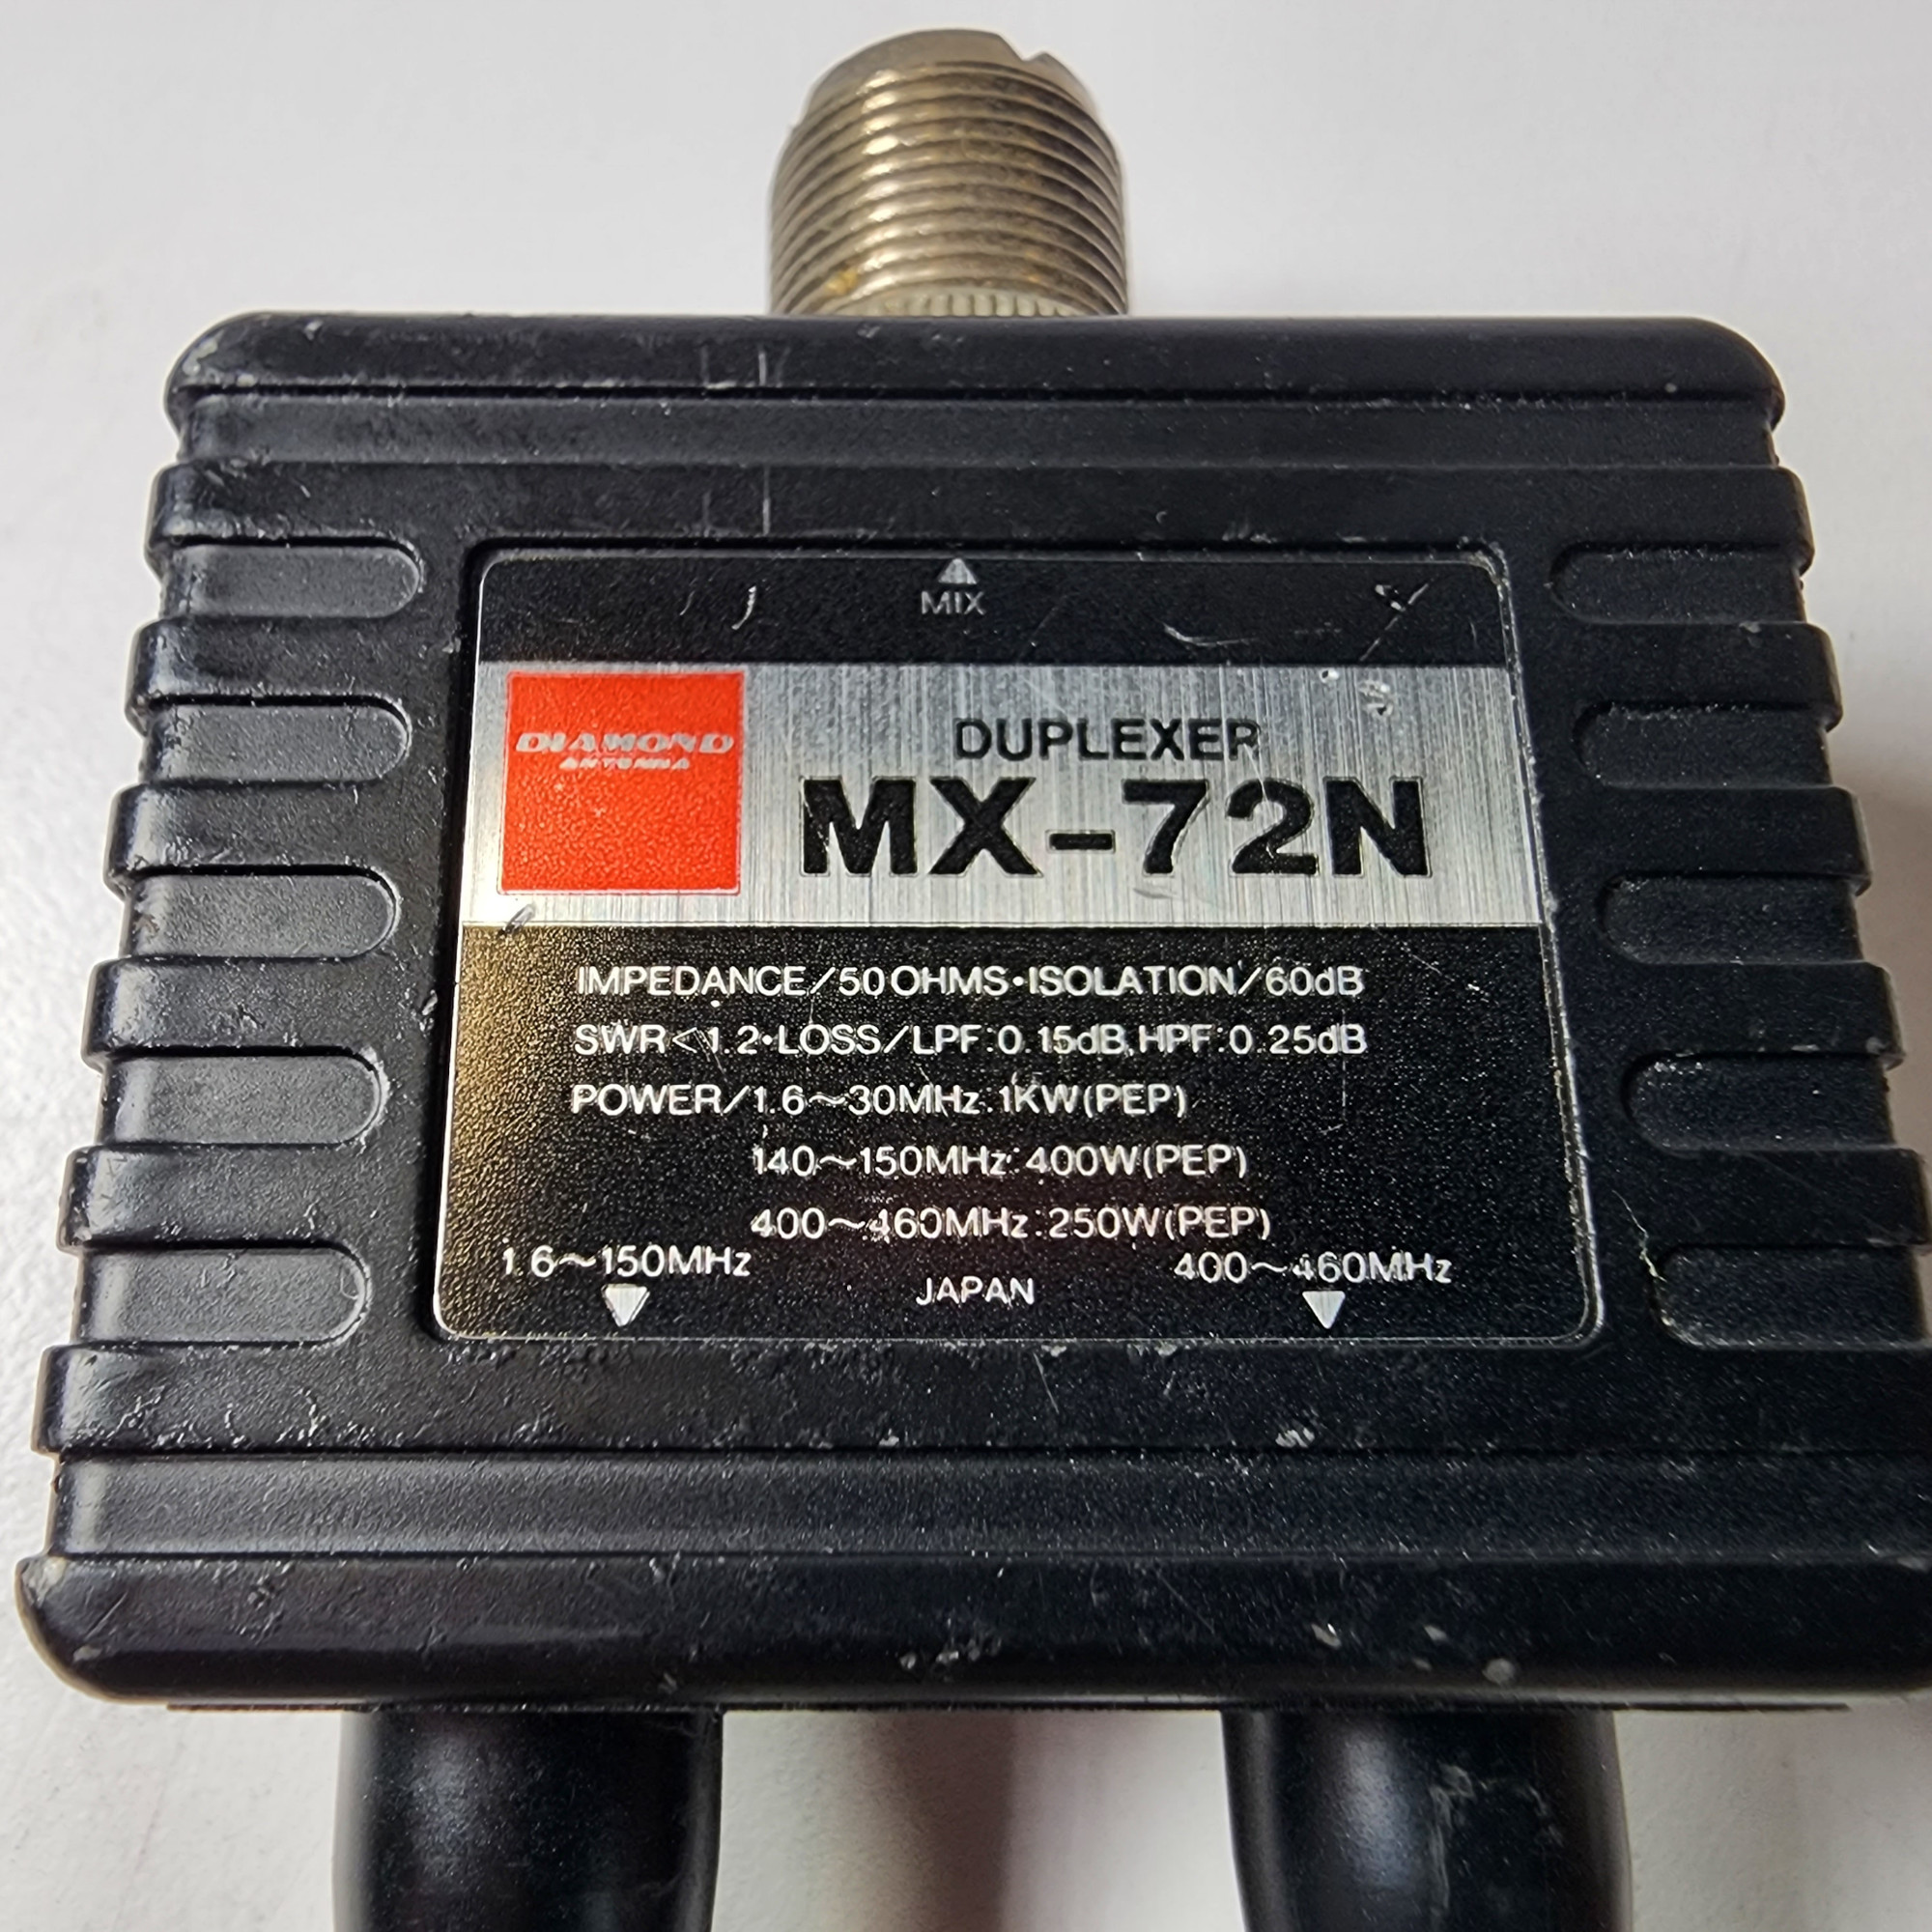 MIX
DIAMOND
ANTENNA
DUPLEXER
MX-72N
IMPEDANCE/50OHMS•ISOLATION/60dB
SWR<1.2•LOSS/LPF:0.15dB,HPF:0.25dB
POWER/1.6~30MHz:1KW(PEP)
140~150MHz:400W(PEP)
400~460MHz:250W(PEP)
1.6~150MHz
400~460MHz
JAPAN